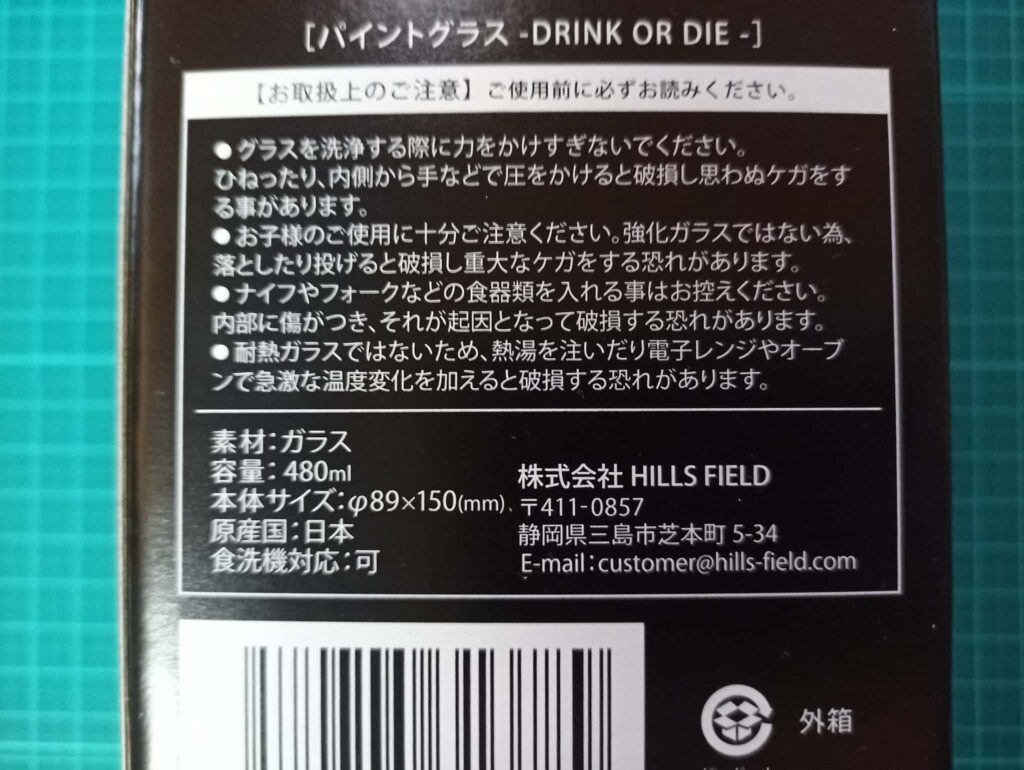 [パイントグラス -DRINK OR DIE -]
【お取扱上のご注意】 ご使用前に必ずお読みください。
●グラスを洗浄する際に力をかけすぎないでください。
ひねったり、内側から手などで圧をかけると破損し思わぬケガをす
る事があります。
●お子様のご使用に十分ご注意ください。強化ガラスではない為、
落としたり投げると破損し重大なケガをする恐れがあります。
●ナイフやフォークなどの食器類を入れる事はお控えください。
内部に傷がつき、それが起因となって破損する恐れがあります。
●耐熱ガラスではないため、熱湯を注いだり電子レンジやオーブ
ンで急激な温度変化を加えると破損する恐れがあります。
素材：ガラス
容量：480ml
本体サイズ：φ89×150(mm)
原産国：日本
食洗機対応：可
株式会社 HILLS FIELD
〒411-0857
静岡県三島市芝本町 5-34
E-mail：customer@hills-field.com
外箱